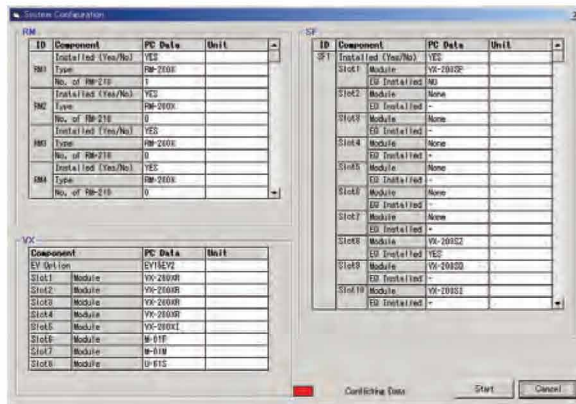 System Configuration
RM
ID Component PC Data Unit
Installed (Yes/No) YES
RM1 Type RM-200X
No. of RM-210 1
Installed (Yes/No) YES
RM2 Type RM-200X
No. of RM-210 0
Installed (Yes/No) YES
RM3 Type RM-200X
No. of RM-210 0
Installed (Yes/No) YES
RM4 Type RM-200X
No. of RM-210 0
VX
Component PC Data Unit
EV Option EV1&EV2
Slot1 Module VX-200XR
Slot2 Module VX-200XR
Slot3 Module VX-200XR
Slot4 Module VX-200XR
Slot5 Module VX-200XI
Slot6 Module M-01F
Slot7 Module M-01M
Slot8 Module U-61S
SF
ID Component PC Data Unit
SF1 Installed (Yes/No) YES
Slot1 Module VX-200SP
EQ Installed NO
Slot2 Module None
EQ Installed -
Slot3 Module None
EQ Installed -
Slot4 Module None
EQ Installed -
Slot5 Module None
EQ Installed -
Slot6 Module None
EQ Installed -
Slot7 Module None
EQ Installed -
Slot8 Module VX-200SZ
EQ Installed YES
Slot9 Module VX-200SO
EQ Installed -
Slot10 Module VX-200SI
EQ Installed -
Conflicting Data
Start
Cancel